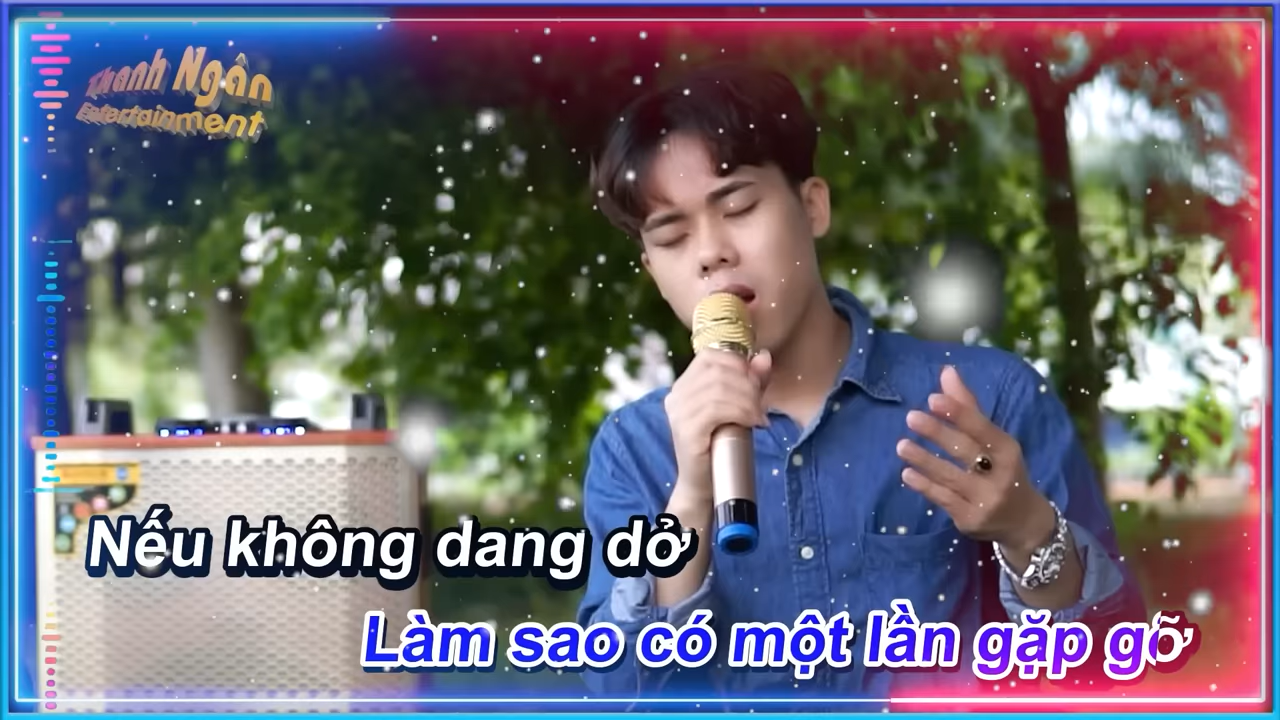 Thanh Ngân
Entertainment
Nếu không dang dở
Làm sao có một lần gặp gỡ